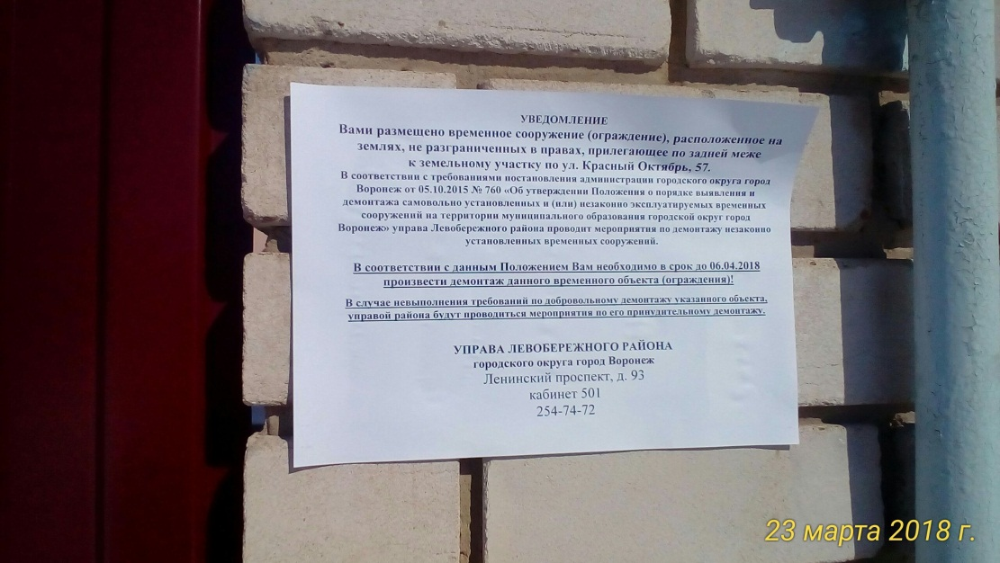 УВЕДОМЛЕНИЕ
Вами размещено временное сооружение (ограждение), расположенное на
землях, не разграниченных в правах, прилегающее по задней меже
к земельному участку по ул. Красный Октябрь, 57.
В соответствии с требованиями постановления администрации городского округа город
Воронеж от 05.10.2015 № 760 «Об утверждении Положения о порядке выявления и
демонтажа самовольно установленных и (или) незаконно эксплуатируемых временных
сооружений на территории муниципального образования городской округ город
Воронеж» управа Левобережного района проводит мероприятия по демонтажу незаконно
установленных временных сооружений.
В соответствии с данным Положением Вам необходимо в срок до 06.04.2018
произвести демонтаж данного временного объекта (ограждения)!
В случае невыполнения требований по добровольному демонтажу указанного объекта,
управой района будут проводиться мероприятия по его принудительному демонтажу.
УПРАВА ЛЕВОБЕРЕЖНОГО РАЙОНА
городского округа город Воронеж
Ленинский проспект, д. 93
кабинет 501
254-74-72
23 марта 2018 г.